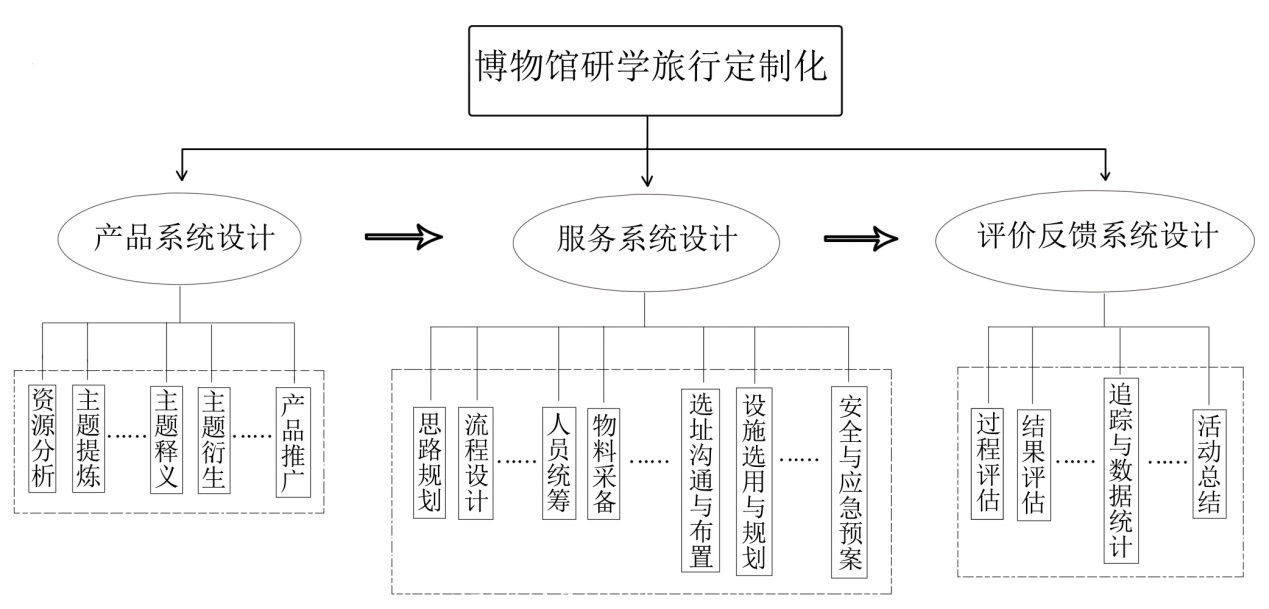 博物馆研学旅行定制化
产品系统设计
服务系统设计
评价反馈系统设计
资源分析
主题提炼
……
主题释义
主题衍生
……
产品推广
思路规划
流程设计
……
人员统筹
物料采备
……
选址沟通与布置
设施选用与规划
……
安全与应急预案
过程评估
结果评估
……
追踪与数据统计
……
活动总结